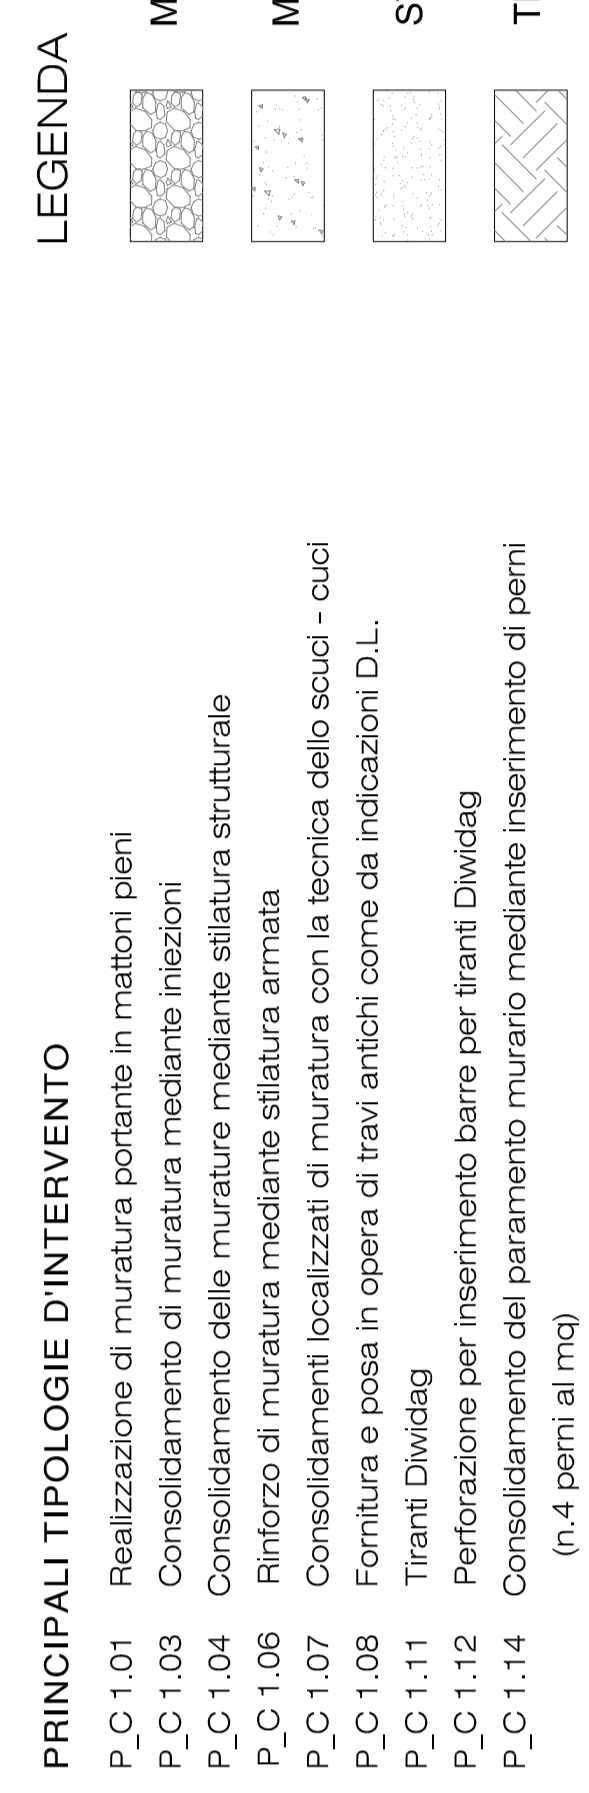 PRINCIPALI TIPOLOGIE D'INTERVENTO
P_C 1.01 Realizzazione di muratura portante in mattoni pieni
P_C 1.03 Consolidamento di muratura mediante iniezioni
P_C 1.04 Consolidamento delle murature mediante stilatura strutturale
P_C 1.06 Rinforzo di muratura mediante stilatura armata
P_C 1.07 Consolidamenti localizzati di muratura con la tecnica dello scuci - cuci
P_C 1.08 Fornitura e posa in opera di travi antichi come da indicazioni D.L.
P_C 1.11 Tiranti Diwidag
P_C 1.12 Perforazione per inserimento barre per tiranti Diwidag
P_C 1.14 Consolidamento del paramento murario mediante inserimento di perni
(n.4 perni al mq)
LEGENDA